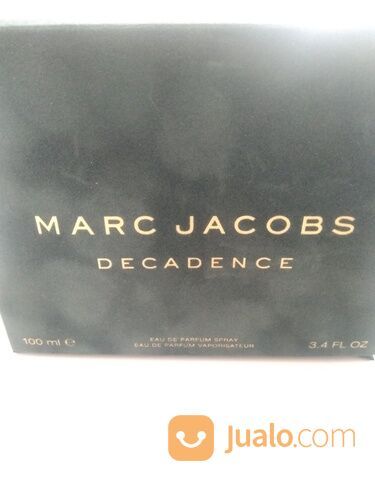 MARC JACOBS
DECADENCE
100 ml ℮
EAU DE PARFUM SPRAY
EAU DE PARFUM VAPORISATEUR
3.4 FL OZ
Jualo.com